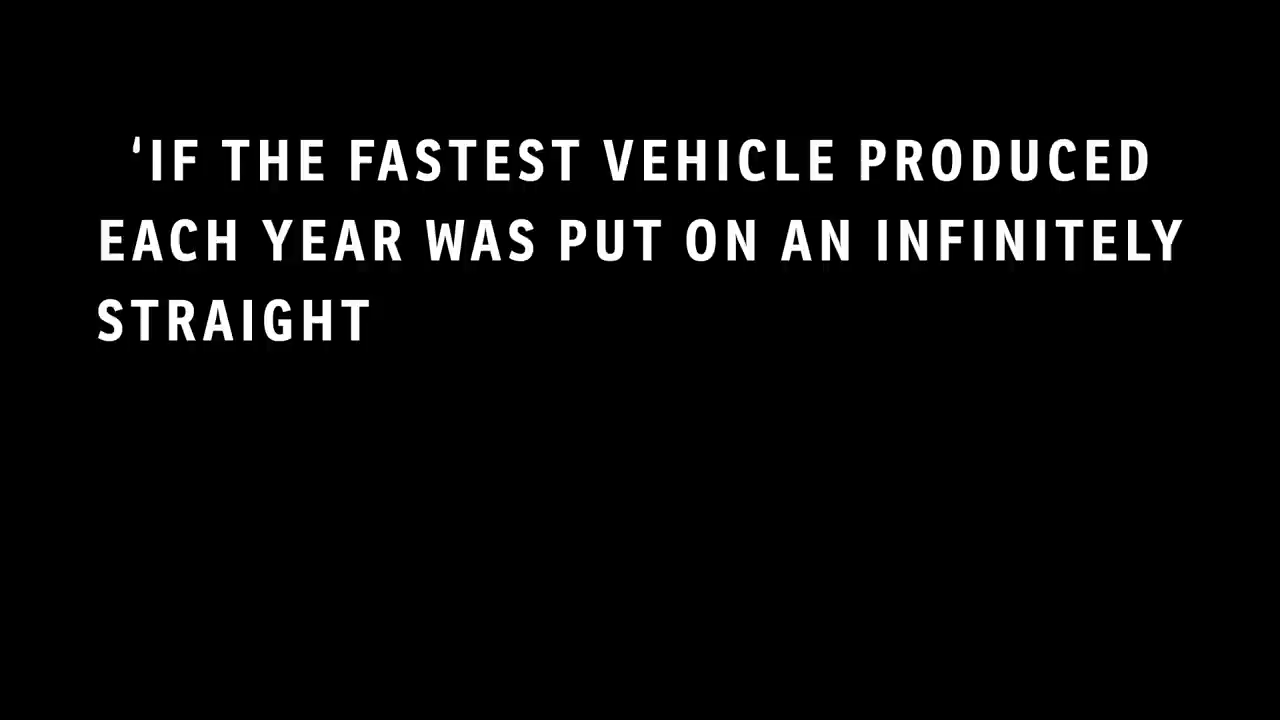 ‘IF THE FASTEST VEHICLE PRODUCED
EACH YEAR WAS PUT ON AN INFINITELY
STRAIGHT